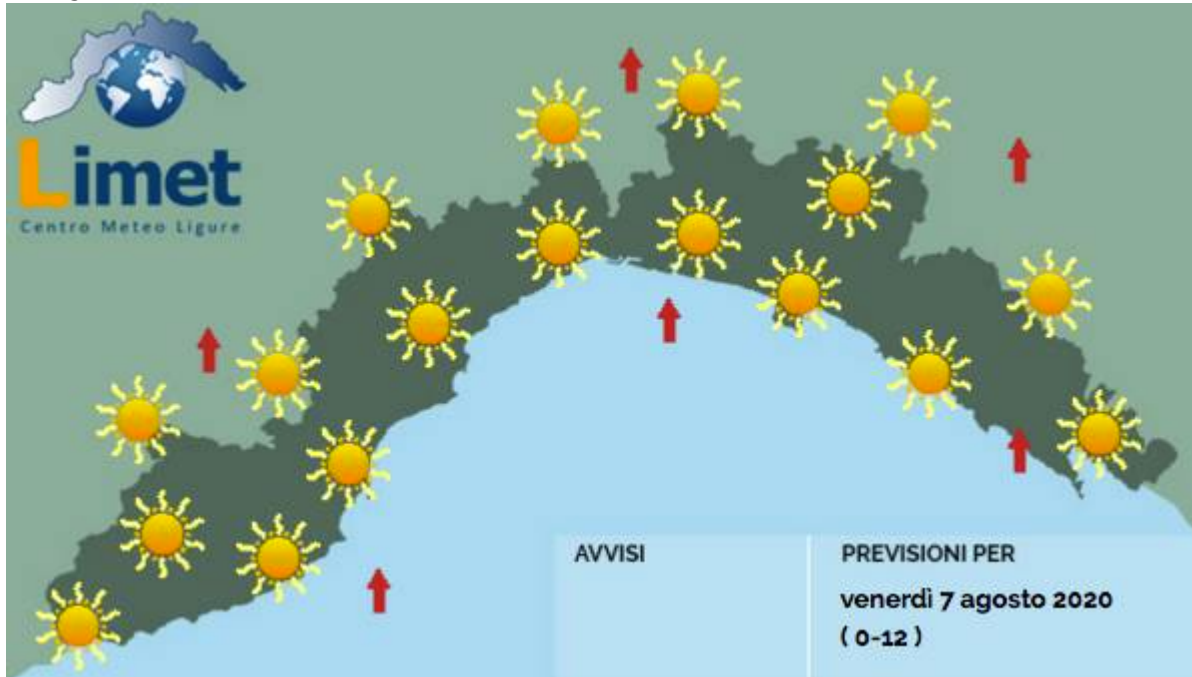 Limet
Centro Meteo Ligure
AVVISI
PREVISIONI PER
venerdì 7 agosto 2020
( 0-12 )